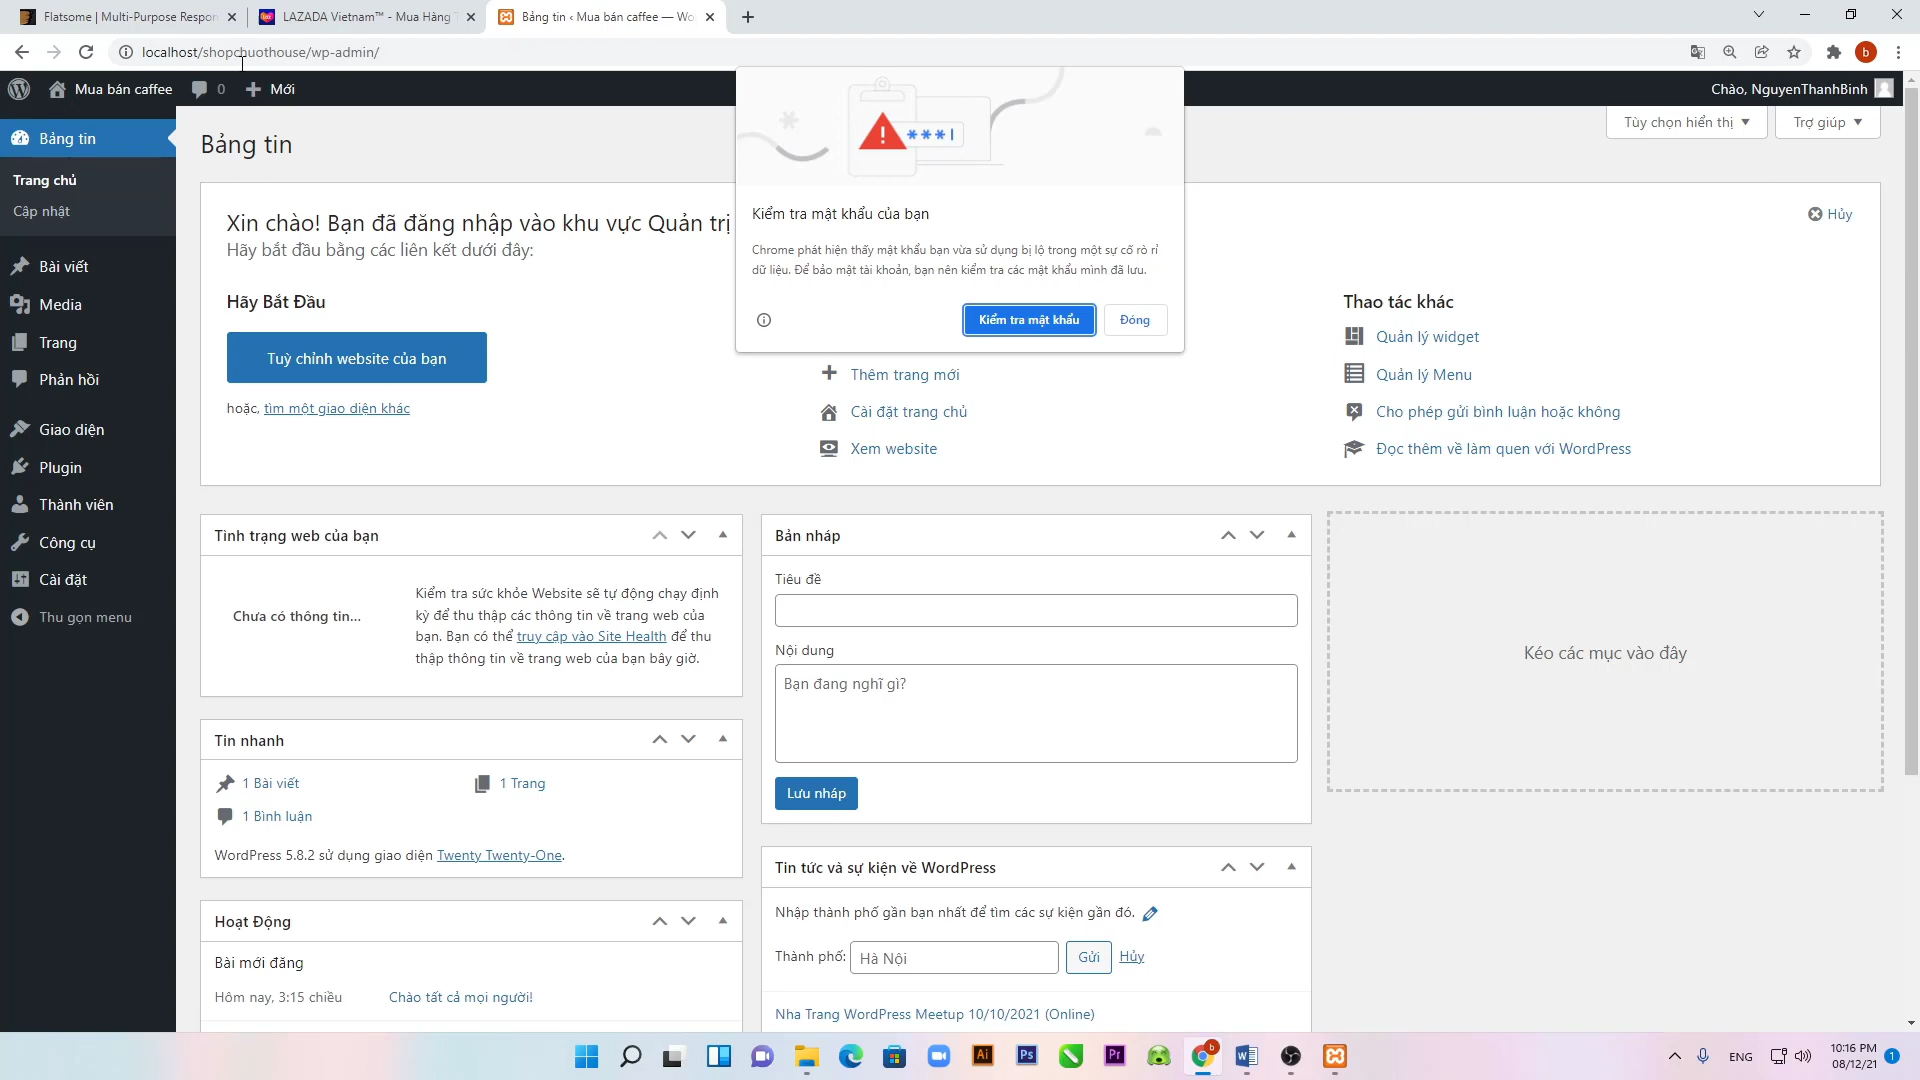 Flatsome | Multi-Purpose Respon
LAZADA Vietnam™ - Mua Hàng T
Bảng tin ‹ Mua bán caffee — Wo
localhost/shopchuothouse/wp-admin/
b
Mua bán caffee
0
Mới
Chào, NguyenThanhBinh
Bảng tin
Trang chủ
Cập nhật
Bài viết
Media
Trang
Phản hồi
Giao diện
Plugin
Thành viên
Công cụ
Cài đặt
Thu gọn menu
Bảng tin
Tùy chọn hiển thị
Trợ giúp
Xin chào! Bạn đã đăng nhập vào khu vực Quản trị
Hãy bắt đầu bằng các liên kết dưới đây:
Hủy
Hãy Bắt Đầu
Tuỳ chỉnh website của bạn
hoặc, tìm một giao diện khác
***|
Kiểm tra mật khẩu của bạn
Chrome phát hiện thấy mật khẩu bạn vừa sử dụng bị lộ trong một sự cố rò rỉ
dữ liệu. Để bảo mật tài khoản, bạn nên kiểm tra các mật khẩu mình đã lưu.
Kiểm tra mật khẩu
Đóng
Thêm trang mới
Cài đặt trang chủ
Xem website
Thao tác khác
Quản lý widget
Quản lý Menu
Cho phép gửi bình luận hoặc không
Đọc thêm về làm quen với WordPress
Tình trạng web của bạn
Chưa có thông tin...
Kiểm tra sức khỏe Website sẽ tự động chạy định
kỳ để thu thập các thông tin về trang web của
bạn. Bạn có thể truy cập vào Site Health để thu
thập thông tin về trang web của bạn bây giờ.
Tin nhanh
1 Bài viết
1 Trang
1 Bình luận
WordPress 5.8.2 sử dụng giao diện Twenty Twenty-One.
Hoạt Động
Bài mới đăng
Hôm nay, 3:15 chiều
Chào tất cả mọi người!
Bản nháp
Tiêu đề
Nội dung
Bạn đang nghĩ gì?
Lưu nháp
Tin tức và sự kiện về WordPress
Nhập thành phố gần bạn nhất để tìm các sự kiện gần đó.
Thành phố:
Hà Nội
Gửi
Hủy
Nha Trang WordPress Meetup 10/10/2021 (Online)
Kéo các mục vào đây
Ai
Ps
Pr
b
ENG
10:16 PM
08/12/21
1